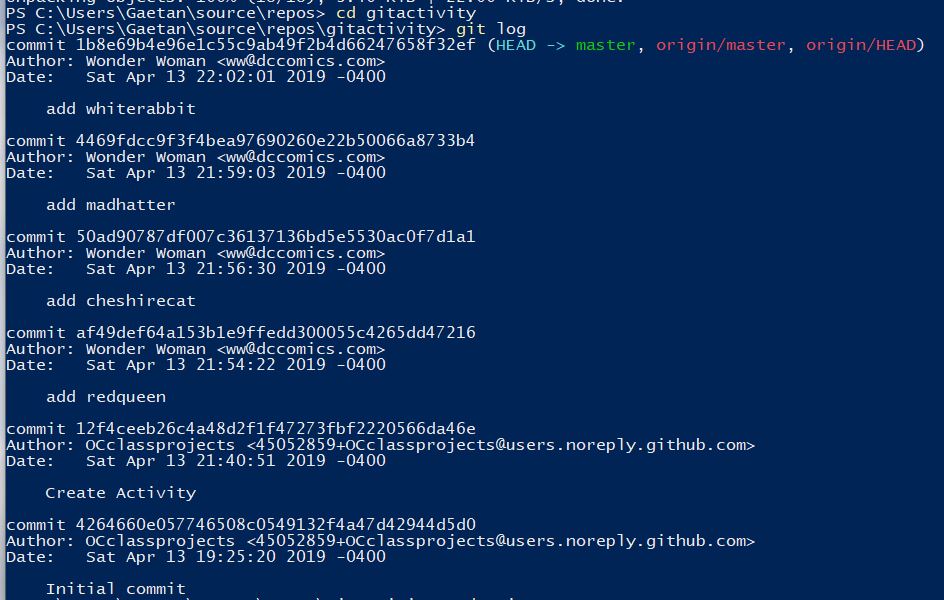 PS C:\Users\Gaetan\source\repos> cd gitactivity
PS C:\Users\Gaetan\source\repos\gitactivity> git log
commit 1b8e69b4e96e1c55c9ab49f2b4d66247658f32ef (HEAD -> master, origin/master, origin/HEAD)
Author: Wonder Woman <ww@dccomics.com>
Date:   Sat Apr 13 22:02:01 2019 -0400
add whiterabbit
commit 4469fdcc9f3f4bea97690260e22b50066a8733b4
Author: Wonder Woman <ww@dccomics.com>
Date:   Sat Apr 13 21:59:03 2019 -0400
add madhatter
commit 50ad90787df007c36137136bd5e5530ac0f7d1a1
Author: Wonder Woman <ww@dccomics.com>
Date:   Sat Apr 13 21:56:30 2019 -0400
add cheshirecat
commit af49def64a153b1e9ffedd300055c4265dd47216
Author: Wonder Woman <ww@dccomics.com>
Date:   Sat Apr 13 21:54:22 2019 -0400
add redqueen
commit 12f4ceeb26c4a48d2f1f47273fbf2220566da46e
Author: OCclassprojects <45052859+OCclassprojects@users.noreply.github.com>
Date:   Sat Apr 13 21:40:51 2019 -0400
Create Activity
commit 4264660e057746508c0549132f4a47d42944d5d0
Author: OCclassprojects <45052859+OCclassprojects@users.noreply.github.com>
Date:   Sat Apr 13 19:25:20 2019 -0400
Initial commit